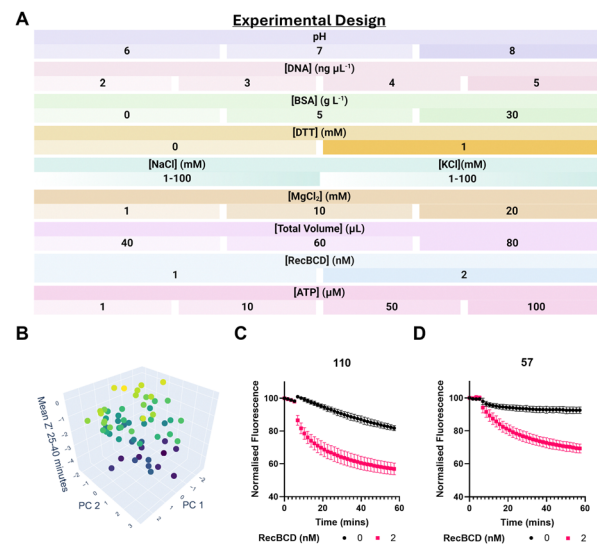 A
Experimental Design
pH
6 7 8
[DNA] (ng µL⁻¹)
2 3 4 5
[BSA] (g L⁻¹)
0 5 30
[DTT] (mM)
0 1
[NaCl] (mM) [KCl](mM)
1-100 1-100
[MgCl₂] (mM)
1 10 20
[Total Volume] (µL)
40 60 80
[RecBCD] (nM)
1 2
[ATP] (µM)
1 10 50 100
B C D
110 57
Mean Z' 25-40 minutes
PC 2 PC 1
Normalised Fluorescence
100
80
60
40
0 20 40 60
Time (mins)
RecBCD (nM) 0 2
Normalised Fluorescence
100
80
60
40
0 20 40 60
Time (mins)
RecBCD (nM) 0 2